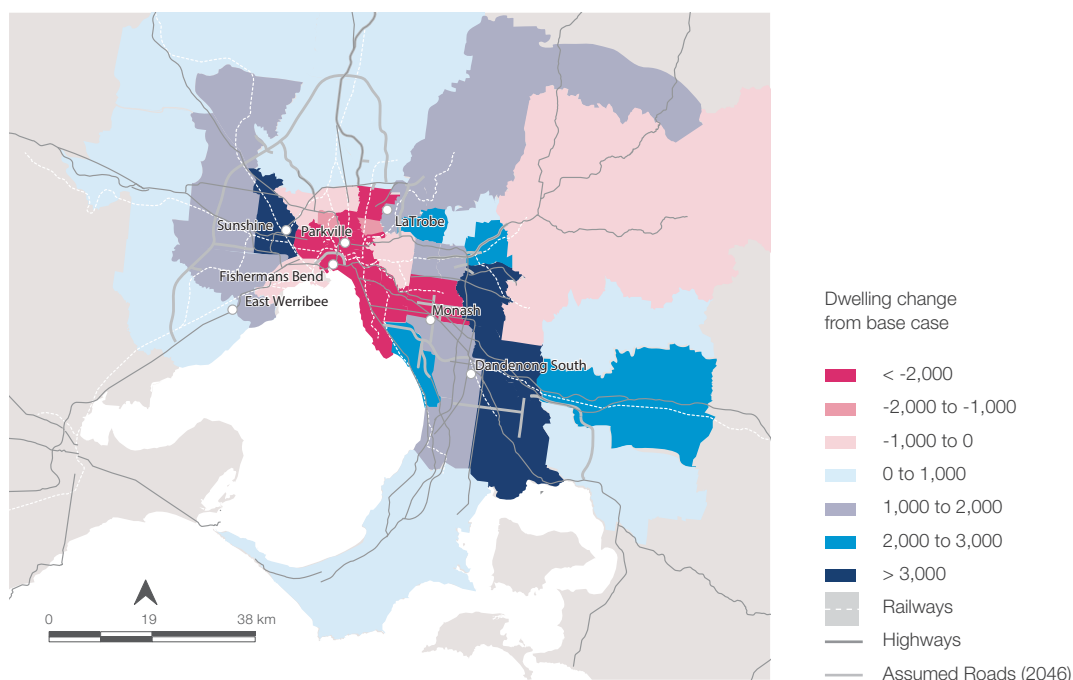 LaTrobe
Sunshine
Parkville
Fishermans Bend
East Werribee
Monash
Dandenong South
0 19 38 km
Dwelling change
from base case
< -2,000
-2,000 to -1,000
-1,000 to 0
0 to 1,000
1,000 to 2,000
2,000 to 3,000
> 3,000
Railways
Highways
Assumed Roads (2046)